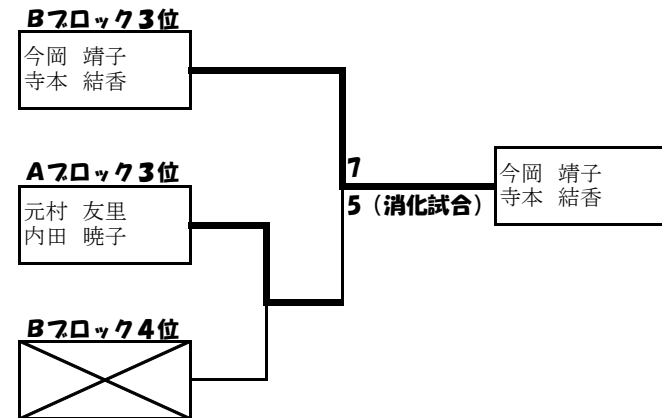 Bブロック3位
今岡 靖子
寺本 結香
Aブロック3位
元村 友里
内田 暁子
Bブロック4位
7
5（消化試合）
今岡 靖子
寺本 結香